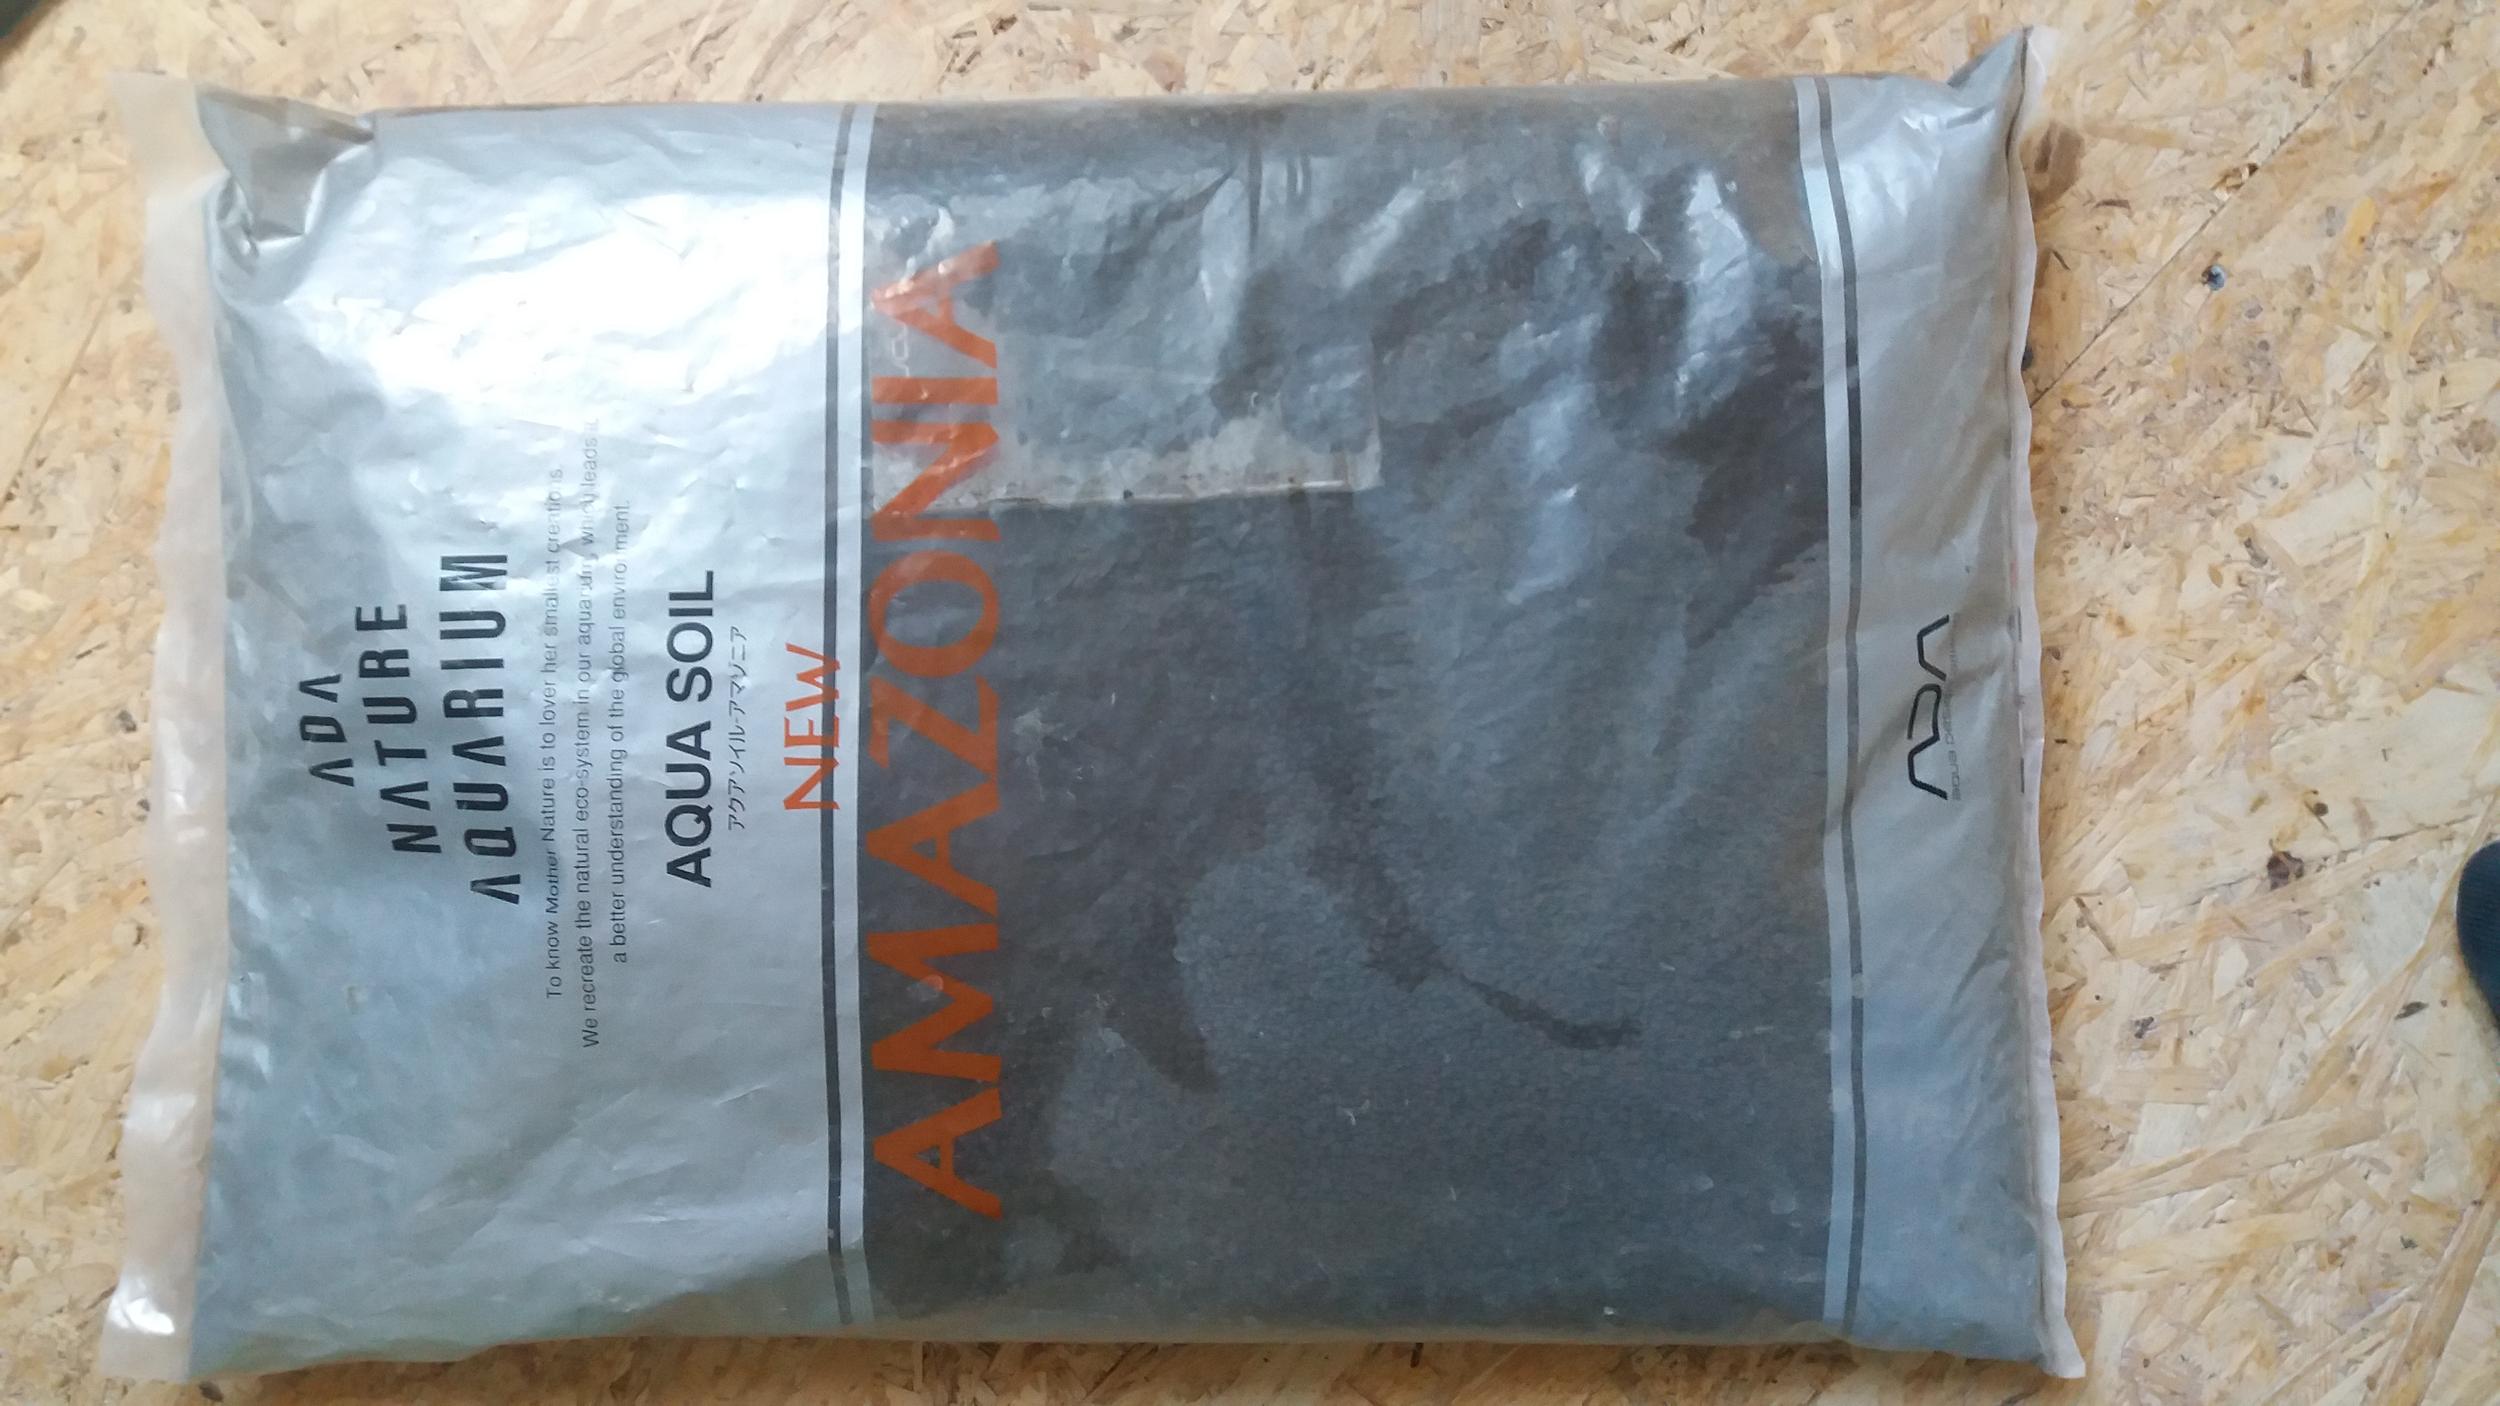 ADA
NATURE
AQUARIUM
To know Mother Nature is to lover her smallest creations.
We recreate the natural eco-system in our aquarium, which leads
a better understanding of the global environment.
AQUA SOIL
アクアソイル-アマゾニア
NEW
AMAZONIA
ADA
aqua